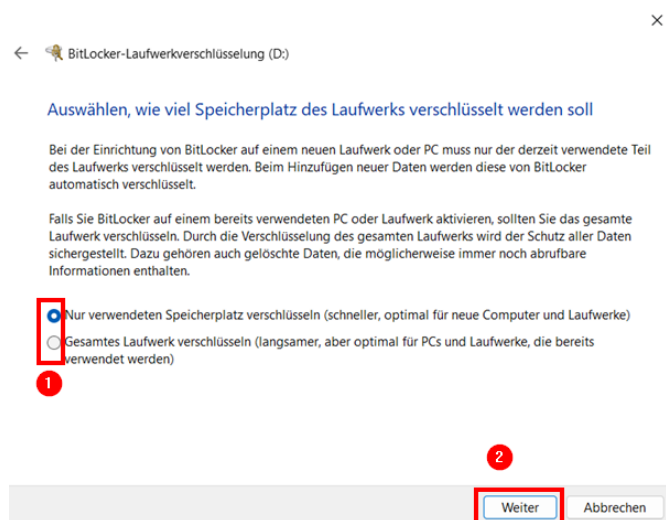 BitLocker-Laufwerkverschlüsselung (D:)
Auswählen, wie viel Speicherplatz des Laufwerks verschlüsselt werden soll
Bei der Einrichtung von BitLocker auf einem neuen Laufwerk oder PC muss nur der derzeit verwendete Teil
des Laufwerks verschlüsselt werden. Beim Hinzufügen neuer Daten werden diese von BitLocker
automatisch verschlüsselt.
Falls Sie BitLocker auf einem bereits verwendeten PC oder Laufwerk aktivieren, sollten Sie das gesamte
Laufwerk verschlüsseln. Durch die Verschlüsselung des gesamten Laufwerks wird der Schutz aller Daten
sichergestellt. Dazu gehören auch gelöschte Daten, die möglicherweise immer noch abrufbare
Informationen enthalten.
Nur verwendeten Speicherplatz verschlüsseln (schneller, optimal für neue Computer und Laufwerke)
Gesamtes Laufwerk verschlüsseln (langsamer, aber optimal für PCs und Laufwerke, die bereits
verwendet werden)
1
2
Weiter Abbrechen